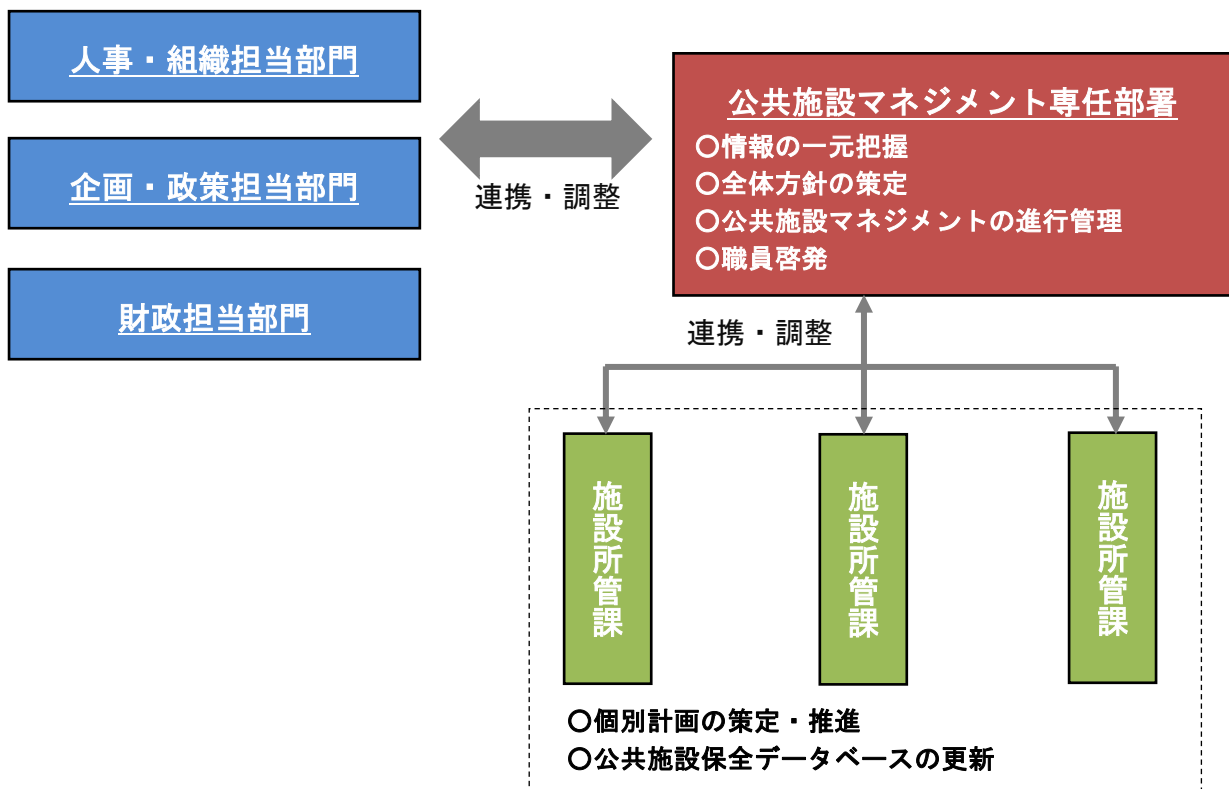 人事・組織担当部門
企画・政策担当部門
財政担当部門
連携・調整
公共施設マネジメント専任部署
〇情報の一元把握
〇全体方針の策定
〇公共施設マネジメントの進行管理
〇職員啓発
連携・調整
施設所管課
施設所管課
施設所管課
〇個別計画の策定・推進
〇公共施設保全データベースの更新